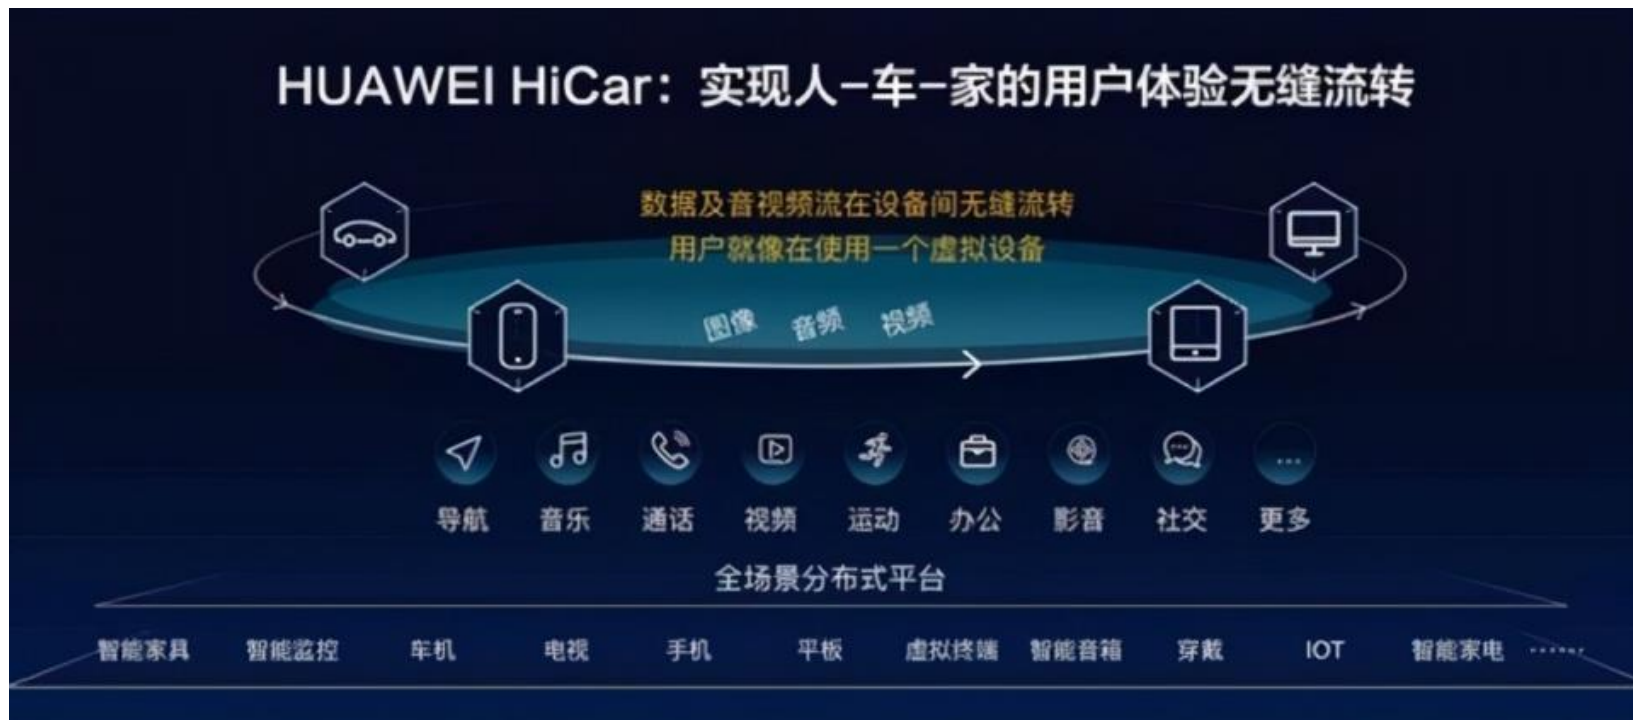 HUAWEI HiCar：实现人-车-家的用户体验无缝流转
数据及音视频流在设备间无缝流转
用户就像在使用一个虚拟设备
图像 音频 视频
导航 音乐 通话 视频 运动 办公 影音 社交 更多
全场景分布式平台
智能家具 智能监控 车机 电视 手机 平板 虚拟终端 智能音箱 穿戴 IOT 智能家电 ······